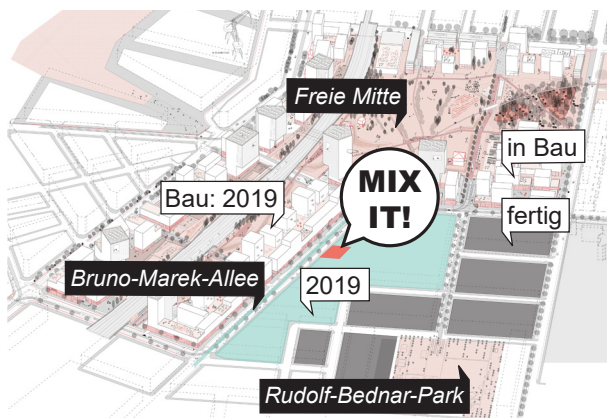 Freie Mitte
in Bau
MIX
IT!
Bau: 2019
fertig
Bruno-Marek-Allee
2019
Rudolf-Bednar-Park